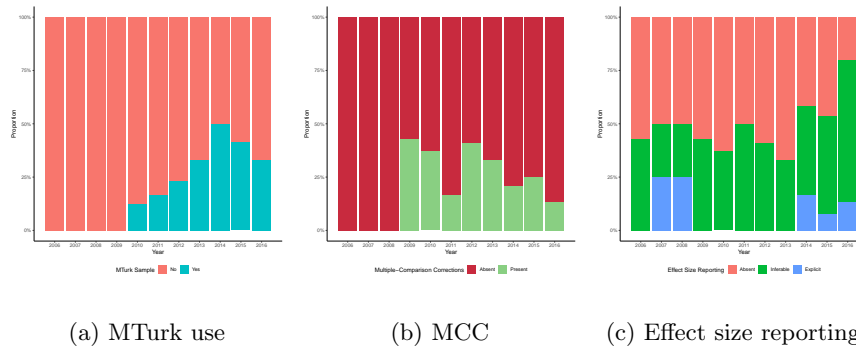 100%
75%
50%
25%
0%
Proportion
2006 2007 2008 2009 2010 2011 2012 2013 2014 2015 2016
Year
MTurk Sample No Yes
(a) MTurk use
100%
75%
50%
25%
0%
Proportion
2006 2007 2008 2009 2010 2011 2012 2013 2014 2015 2016
Year
Multiple-Comparison Corrections Absent Present
(b) MCC
100%
75%
50%
25%
0%
Proportion
2006 2007 2008 2009 2010 2011 2012 2013 2014 2015 2016
Year
Effect Size Reporting Absent Inferable Explicit
(c) Effect size reporting